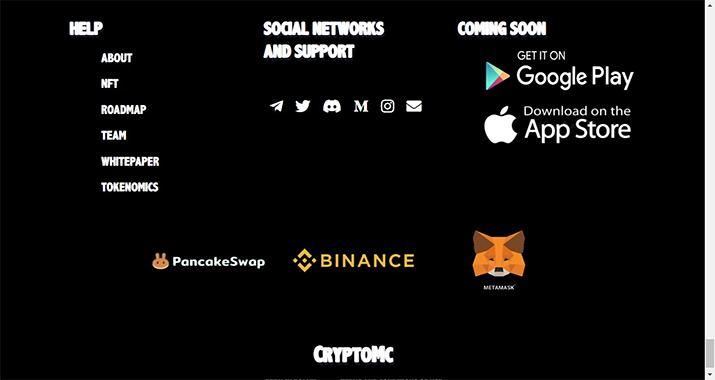 HELP
ABOUT
NFT
ROADMAP
TEAM
WHITEPAPER
TOKENOMICS
SOCIAL NETWORKS
AND SUPPORT
COMING SOON
GET IT ON
Google Play
Download on the
App Store
PancakeSwap
BINANCE
METAMASK
CRYPTOMC